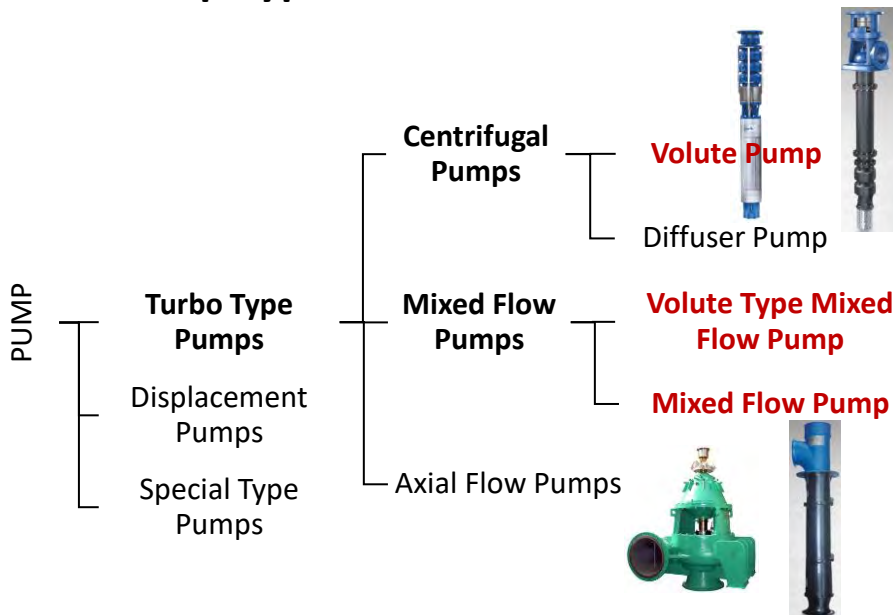 Centrifugal
Pumps
Volute Pump
Diffuser Pump
PUMP
Turbo Type
Pumps
Mixed Flow
Pumps
Volute Type Mixed
Flow Pump
Displacement
Pumps
Mixed Flow Pump
Special Type
Pumps
Axial Flow Pumps